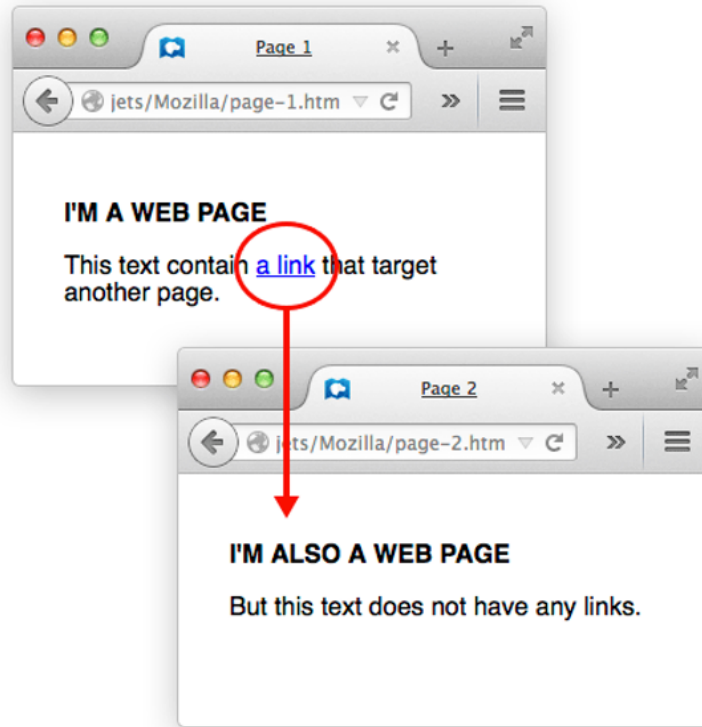 Page 1
jets/Mozilla/page-1.htm
I'M A WEB PAGE
This text contain a link that target
another page.
Page 2
jets/Mozilla/page-2.htm
I'M ALSO A WEB PAGE
But this text does not have any links.